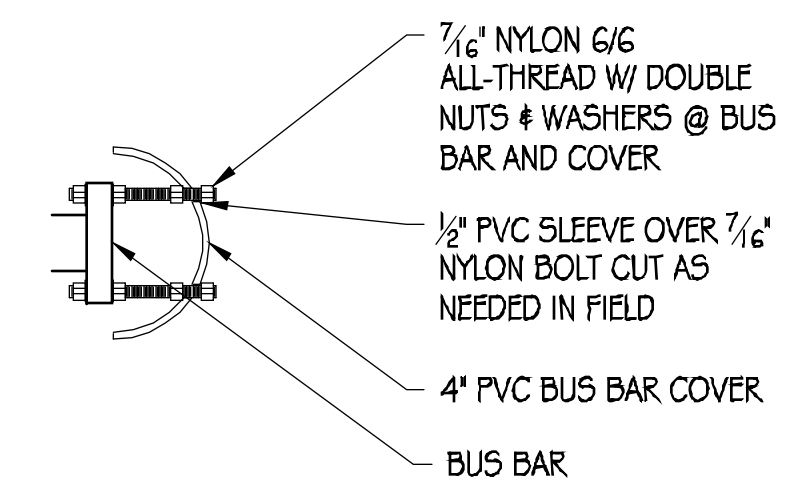 7/16" NYLON 6/6
ALL-THREAD W/ DOUBLE
NUTS & WASHERS @ BUS
BAR AND COVER
1/2" PVC SLEEVE OVER 7/16"
NYLON BOLT CUT AS
NEEDED IN FIELD
4" PVC BUS BAR COVER
BUS BAR